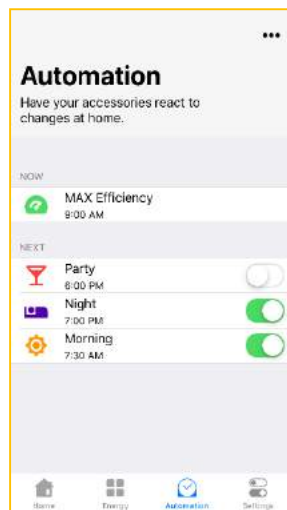 Automation
Have your accessories react to
changes at home.
NOW
MAX Efficiency
9:00 AM
NEXT
Party
6:00 PM
Night
7:00 PM
Morning
7:30 AM
Home Energy Automation Settings